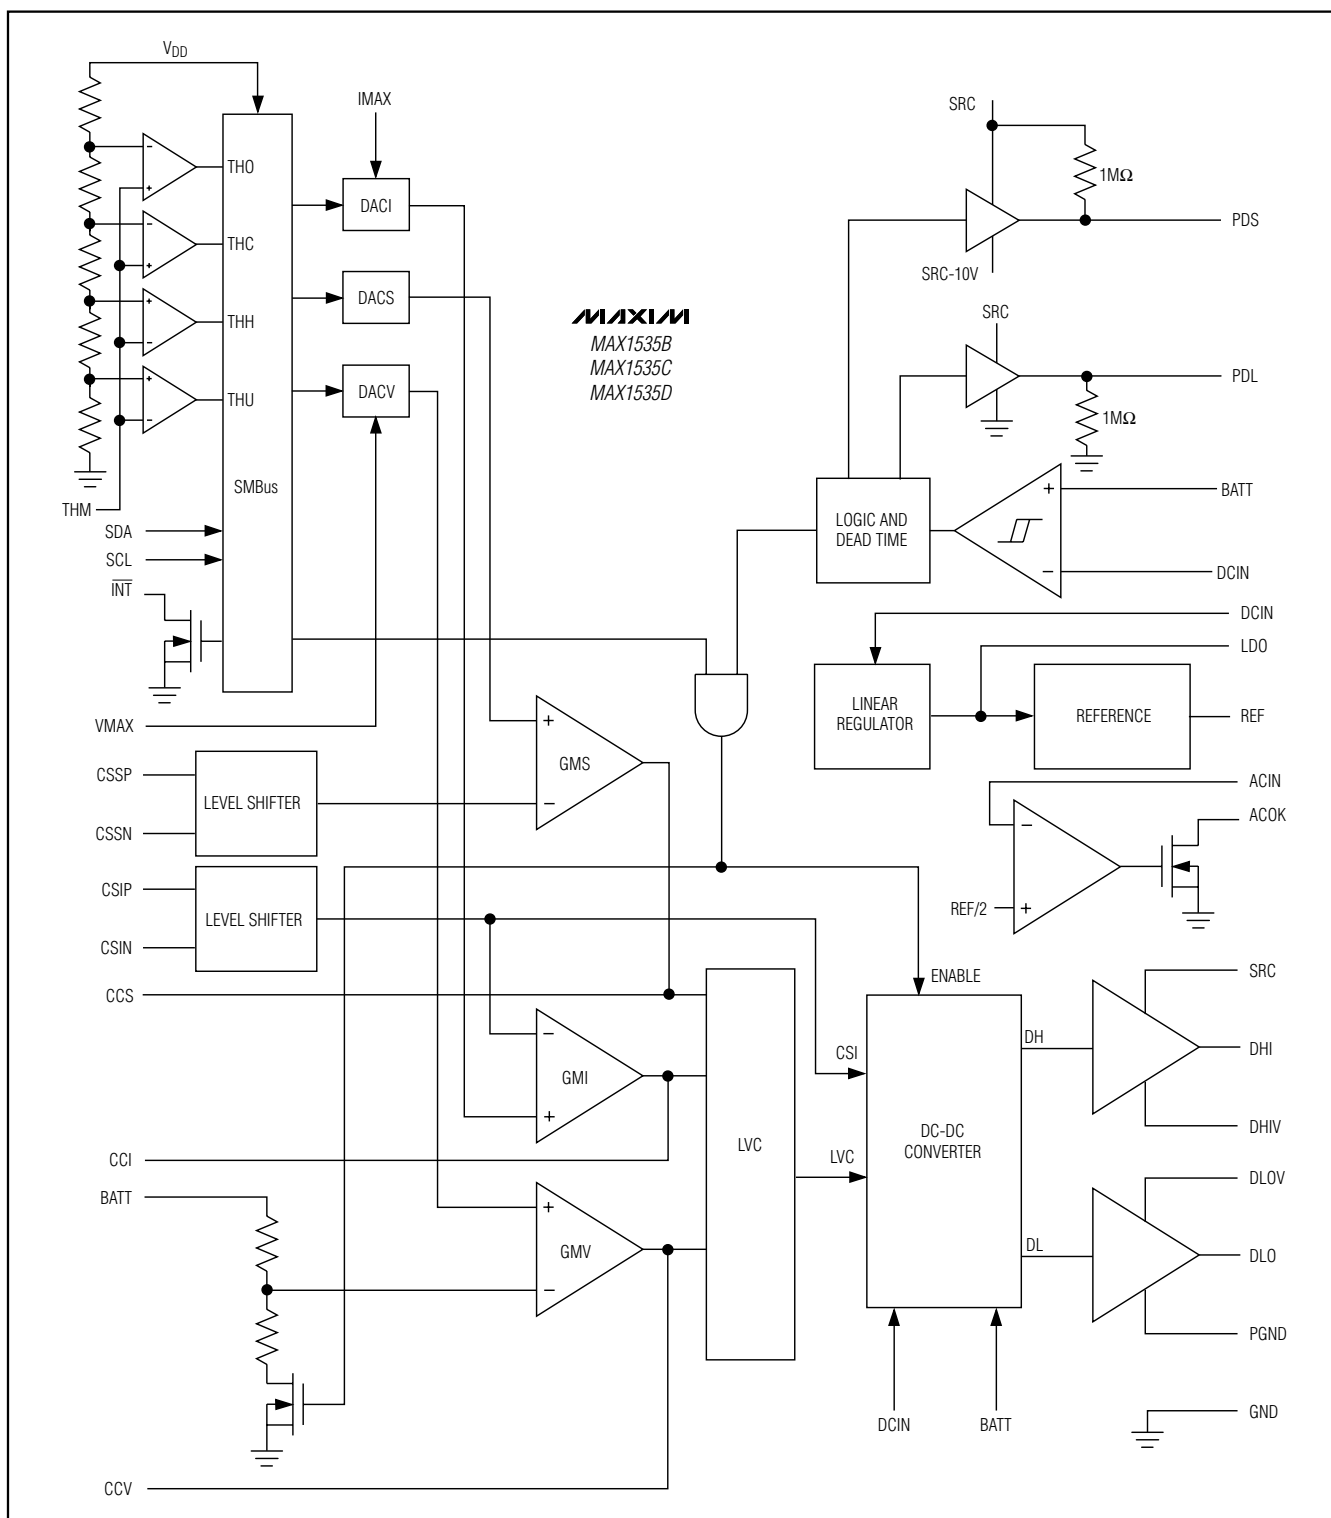 VDD
IMAX
SRC
THO
DACI
1MΩ
PDS
THC
SRC-10V
DACS
MAXIM
MAX1535B
MAX1535C
MAX1535D
THH
SRC
THU
DACV
PDL
1MΩ
SMBus
THM
SDA
SCL
INT
LOGIC AND
DEAD TIME
+
−
BATT
DCIN
DCIN
LDO
LINEAR
REGULATOR
REFERENCE
REF
VMAX
CSSP
CSSN
LEVEL SHIFTER
+
GMS
−
ACIN
−
ACOK
REF/2
+
CSIP
CSIN
LEVEL SHIFTER
CCS
ENABLE
SRC
−
GMI
+
CSI
DH
DHI
LVC
DC-DC
CONVERTER
DHIV
CCI
LVC
BATT
DLOV
+
GMV
−
DL
DLO
PGND
DCIN
BATT
GND
CCV